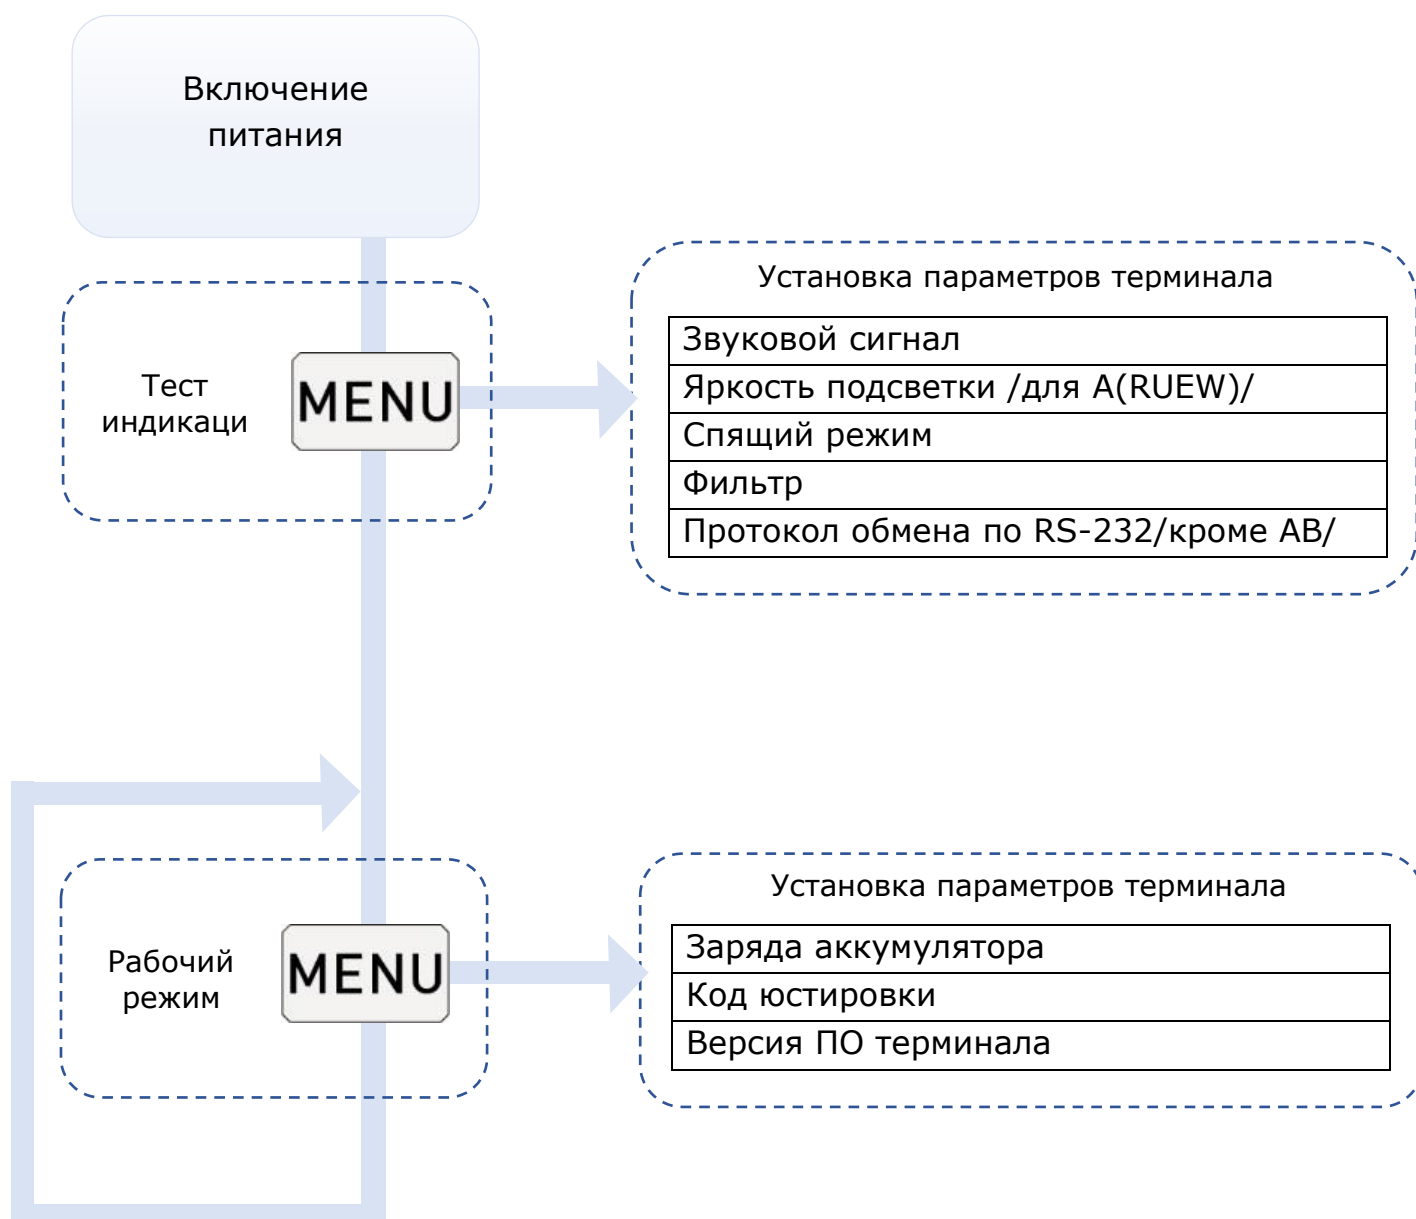 Включение
питания
Установка параметров терминала
Звуковой сигнал
Яркость подсветки /для A(RUEW)/
Спящий режим
Фильтр
Протокол обмена по RS-232/кроме AB/
Тест
индикаци
MENU
Установка параметров терминала
Заряда аккумулятора
Код юстировки
Версия ПО терминала
Рабочий
режим
MENU